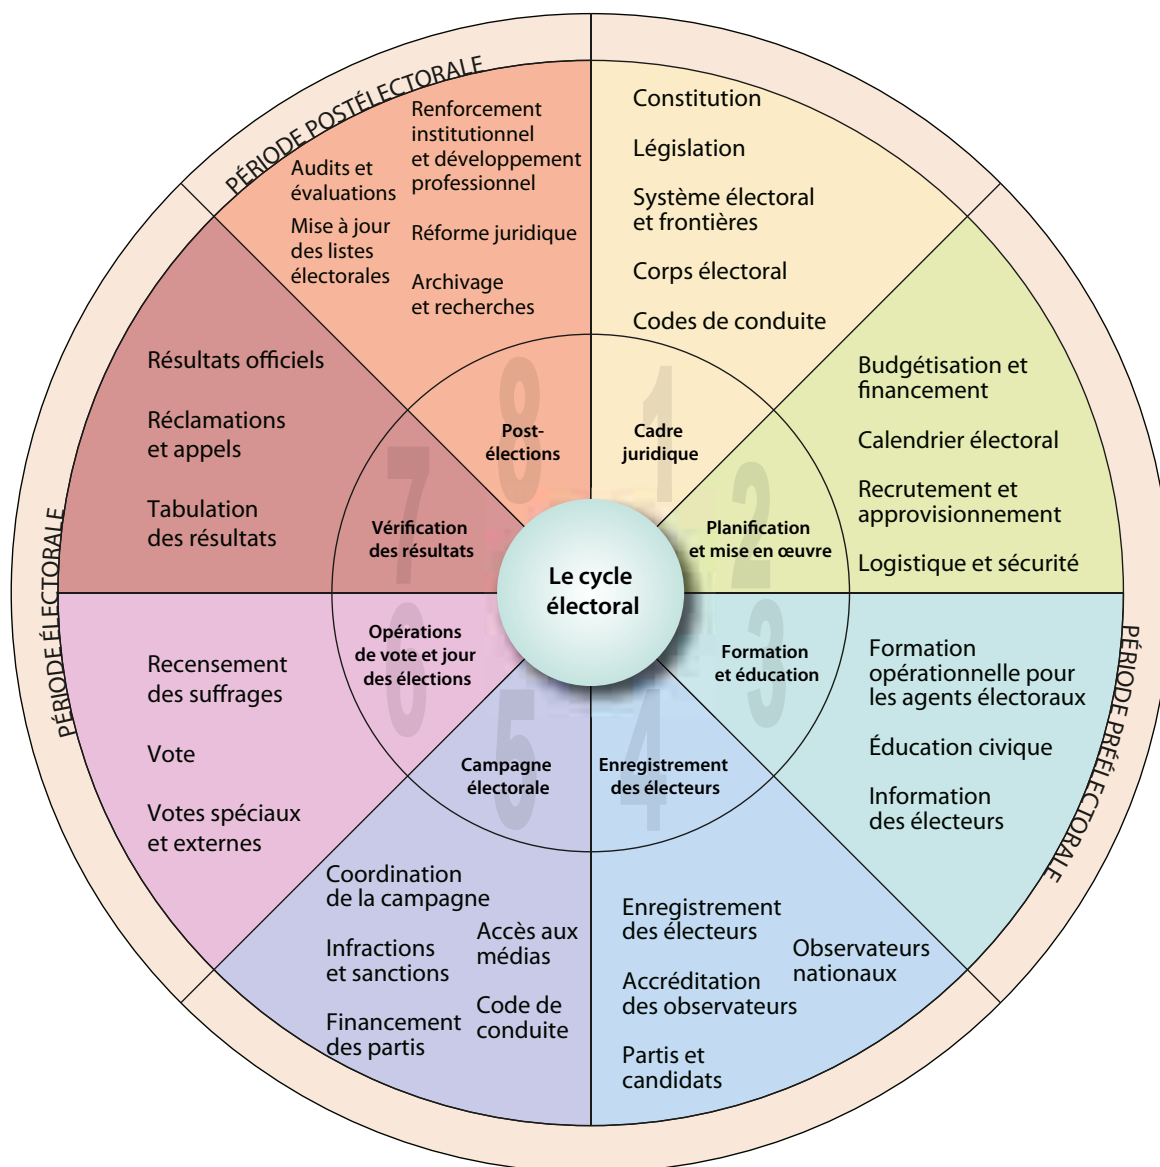 PÉRIODE POSTÉLECTORALE
PÉRIODE PRÉÉLECTORALE
PÉRIODE ÉLECTORALE
Le cycle
électoral
1
Cadre
juridique
Constitution
Législation
Système électoral
et frontières
Corps électoral
Codes de conduite
2
Planification
et mise en œuvre
Budgétisation et
financement
Calendrier électoral
Recrutement et
approvisionnement
Logistique et sécurité
3
Formation
et éducation
Formation
opérationnelle pour
les agents électoraux
Éducation civique
Information
des électeurs
4
Enregistrement
des électeurs
Enregistrement
des électeurs
Accréditation
des observateurs
Partis et
candidats
Observateurs
nationaux
5
Campagne
électorale
Coordination
de la campagne
Infractions
et sanctions
Financement
des partis
Accès aux
médias
Code de
conduite
6
Opérations
de vote et jour
des élections
Recensement
des suffrages
Vote
Votes spéciaux
et externes
7
Vérification
des résultats
Résultats officiels
Réclamations
et appels
Tabulation
des résultats
8
Post-
élections
Audits et
évaluations
Mise à jour
des listes
électorales
Renforcement
institutionnel
et développement
professionnel
Réforme juridique
Archivage
et recherches